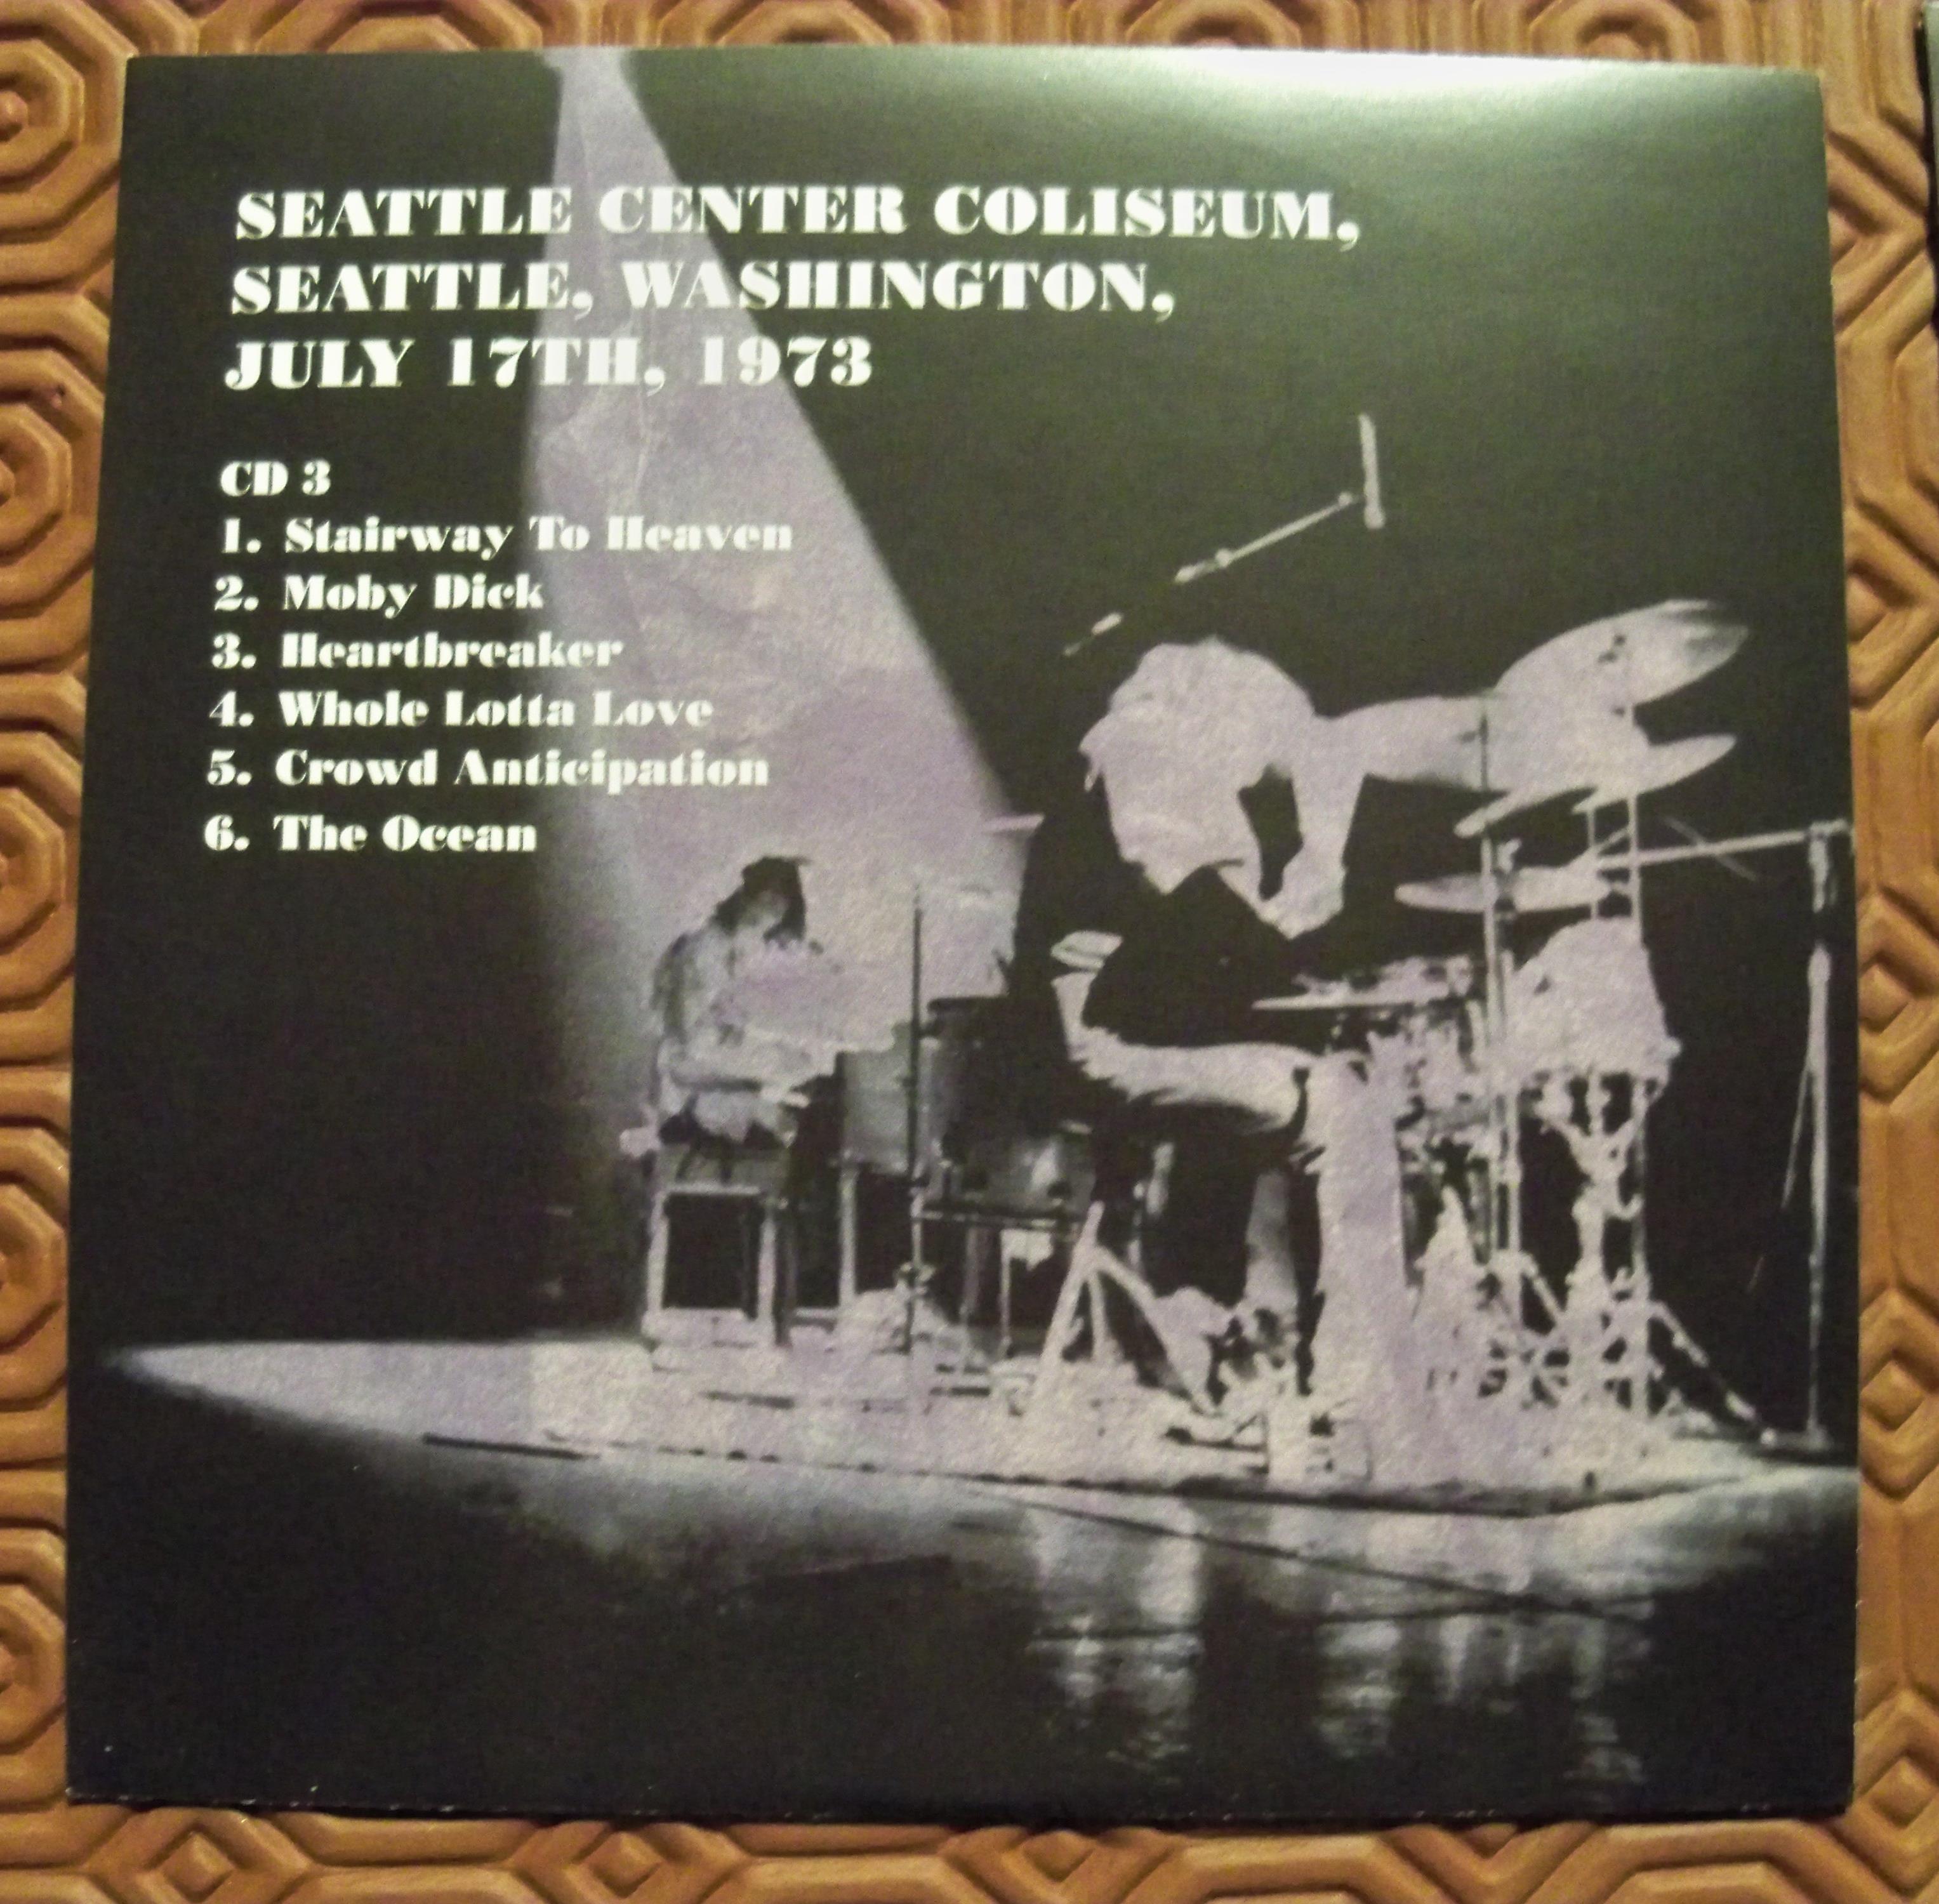 SEATTLE CENTER COLISEUM,
SEATTLE, WASHINGTON,
JULY 17TH, 1973
CD 3
1. Stairway To Heaven
2. Moby Dick
3. Heartbreaker
4. Whole Lotta Love
5. Crowd Anticipation
6. The Ocean